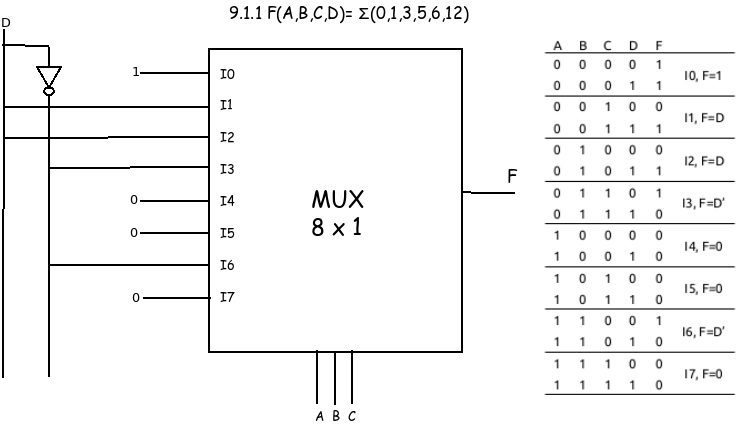 9.1.1 F(A,B,C,D)= Σ(0,1,3,5,6,12)
D
1 I0
I1
I2
I3
0 I4
0 I5
I6
0 I7
MUX
8 x 1
F
A B C
A B C D F
0 0 0 0 1
0 0 0 1 1
I0, F=1
0 0 1 0 0
0 0 1 1 1
I1, F=D
0 1 0 0 0
0 1 0 1 1
I2, F=D
0 1 1 0 1
0 1 1 1 0
I3, F=D'
1 0 0 0 0
1 0 0 1 0
I4, F=0
1 0 1 0 0
1 0 1 1 0
I5, F=0
1 1 0 0 1
1 1 0 1 0
I6, F=D'
1 1 1 0 0
1 1 1 1 0
I7, F=0